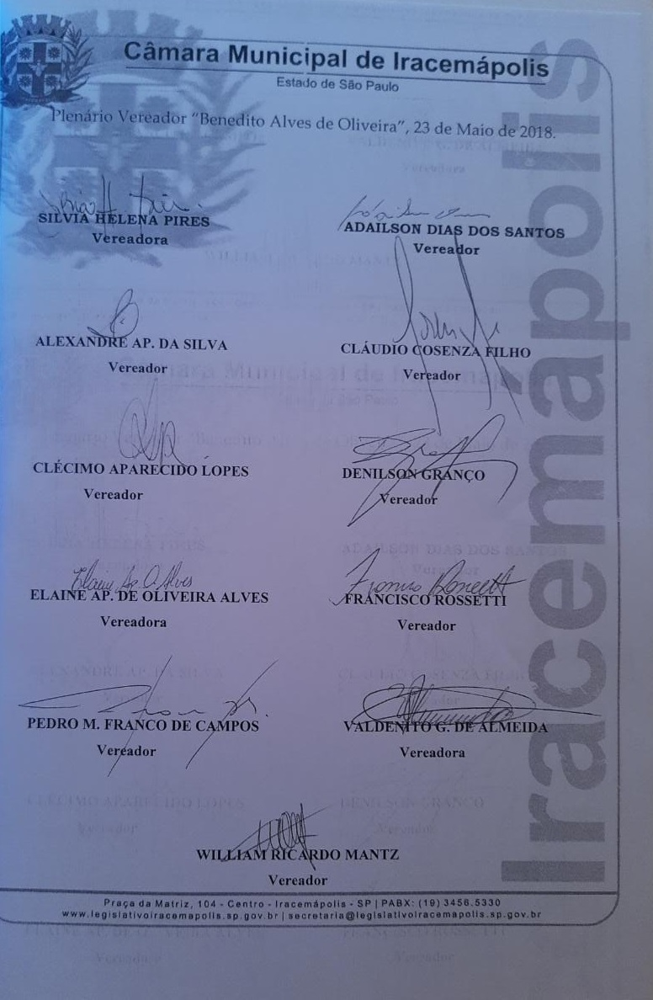 Câmara Municipal de Iracemápolis
Estado de São Paulo
Plenário Vereador "Benedito Alves de Oliveira", 23 de Maio de 2018.
SILVIA HELENA PIRES
Vereadora
ADAILSON DIAS DOS SANTOS
Vereador
ALEXANDRE AP. DA SILVA
Vereador
CLÁUDIO COSENZA FILHO
Vereador
CLÉCIMO APARECIDO LOPES
Vereador
DENILSON GRANÇO
Vereador
Elaine Ap. O. Alves
ELAINE AP. DE OLIVEIRA ALVES
Vereadora
FRANCISCO ROSSETTI
Vereador
PEDRO M. FRANCO DE CAMPOS
Vereador
VALDENITO G. DE ALMEIDA
Vereadora
WILLIAM RICARDO MANTZ
Vereador
Iracemápolis
Praça da Matriz, 104 - Centro - Iracemápolis - SP | PABX: (19) 3456.5330
www.legislativoiracemapolis.sp.gov.br | secretaria@legislativoiracemapolis.sp.gov.br